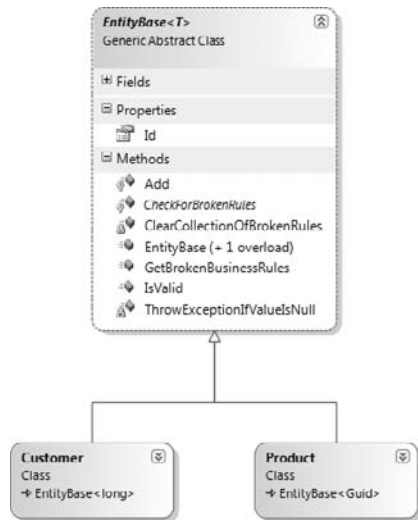 EntityBase<T>
Generic Abstract Class
Fields
Properties
Id
Methods
Add
CheckForBrokenRules
ClearCollectionOfBrokenRules
EntityBase (+ 1 overload)
GetBrokenBusinessRules
IsValid
ThrowExceptionIfValueIsNull
Customer
Class
EntityBase<long>
Product
Class
EntityBase<Guid>